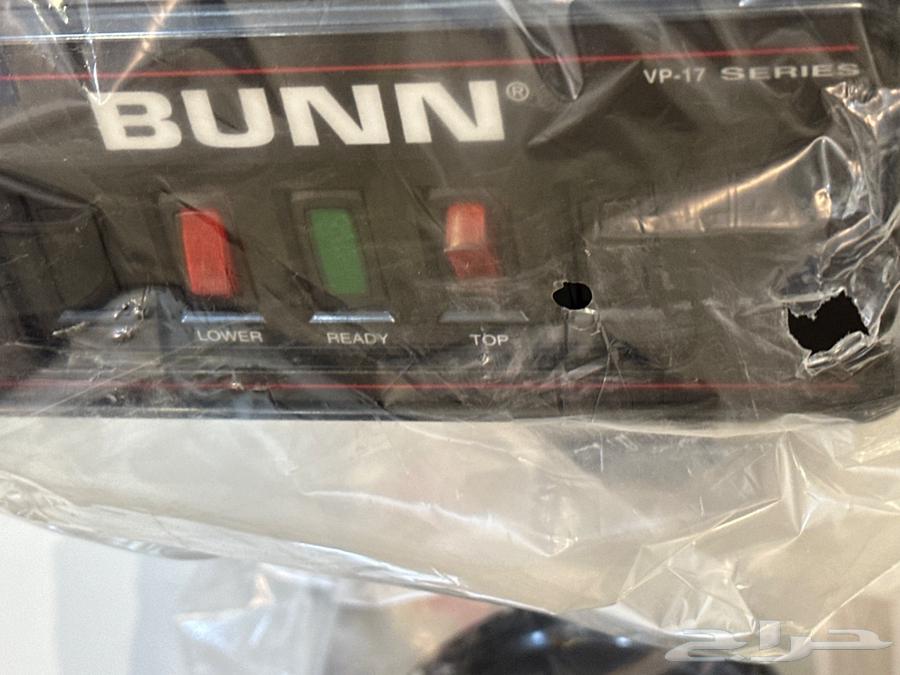 VP-17 SERIES
BUNN®
LOWER READY TOP
حراج